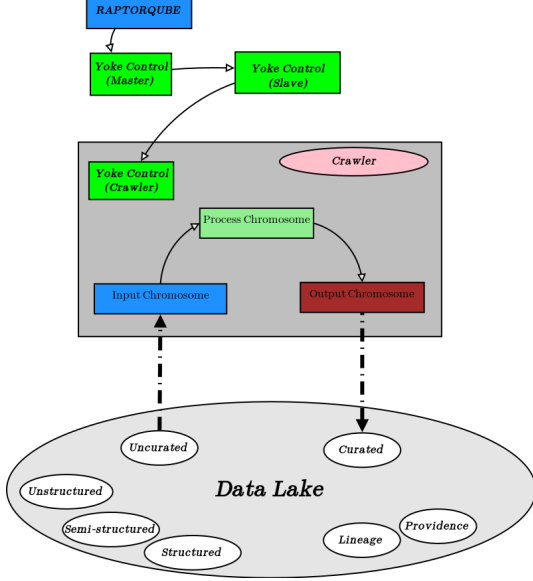 RAPTORQUBE
Yoke Control
(Master)
Yoke Control
(Slave)
Yoke Control
(Crawler)
Crawler
Process Chromosome
Input Chromosome
Output Chromosome
Uncurated
Curated
Data Lake
Unstructured
Semi-structured
Structured
Lineage
Providence